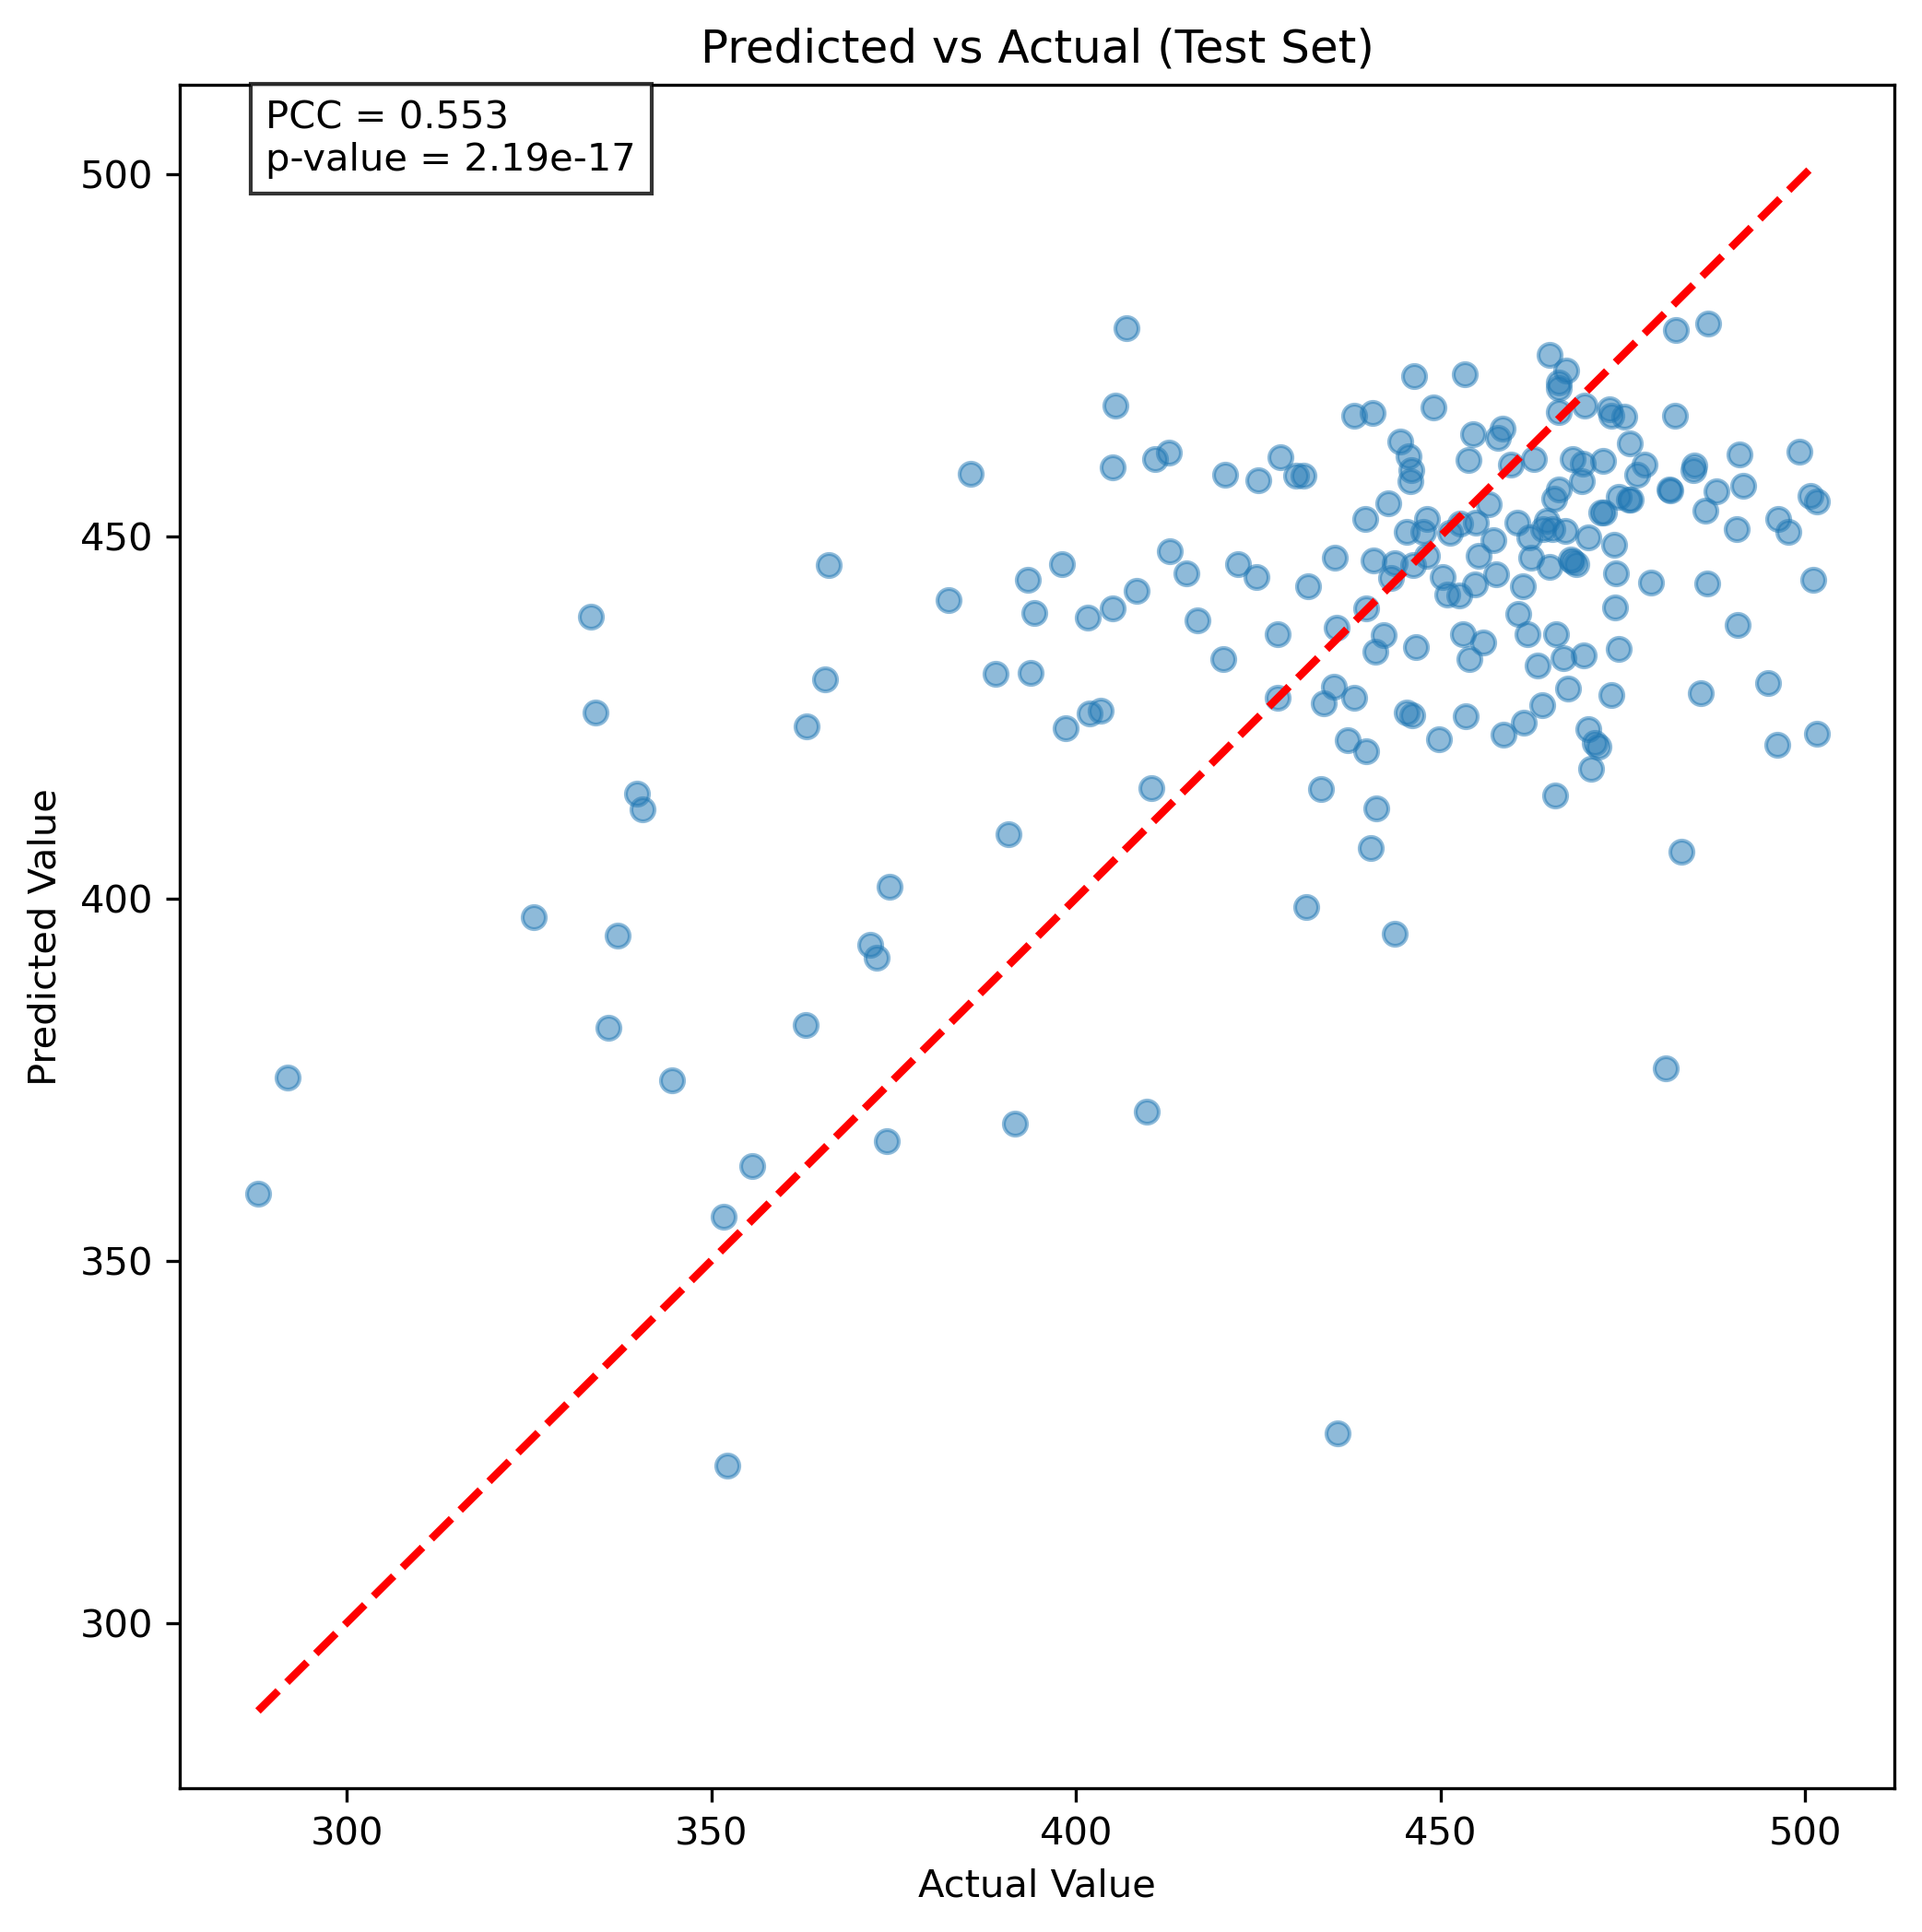 Predicted vs Actual (Test Set)
PCC = 0.553
p-value = 2.19e-17
500
450
400
350
300
Predicted Value
300 350 400 450 500
Actual Value